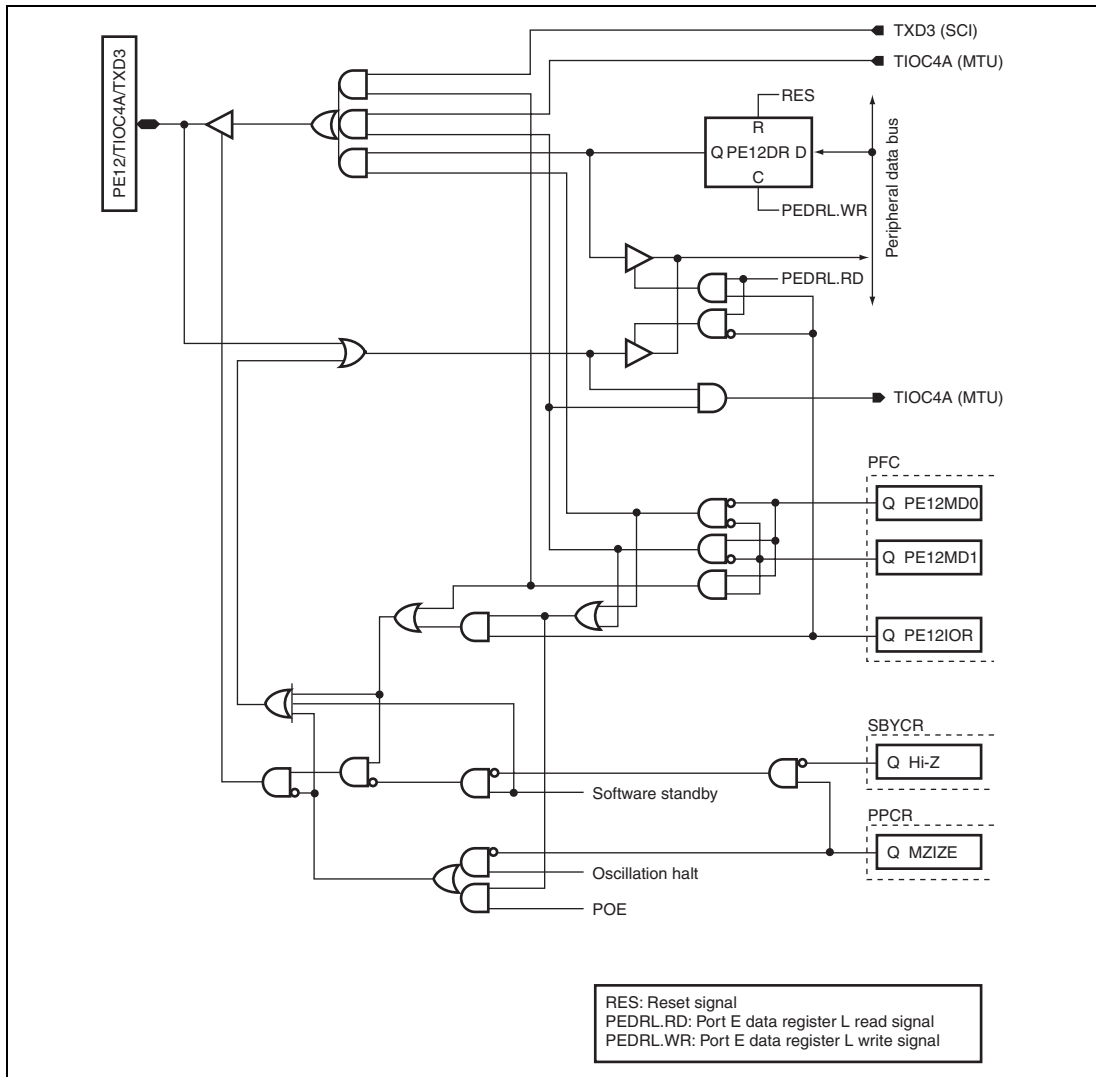 PE12/TIOC4A/TXD3
TXD3 (SCI)
TIOC4A (MTU)
RES
R
Q PE12DR D
C
PEDRL.WR
Peripheral data bus
PEDRL.RD
TIOC4A (MTU)
PFC
Q PE12MD0
Q PE12MD1
Q PE12IOR
SBYCR
Q Hi-Z
Software standby
PPCR
Q MZIZE
Oscillation halt
POE
RES: Reset signal
PEDRL.RD: Port E data register L read signal
PEDRL.WR: Port E data register L write signal